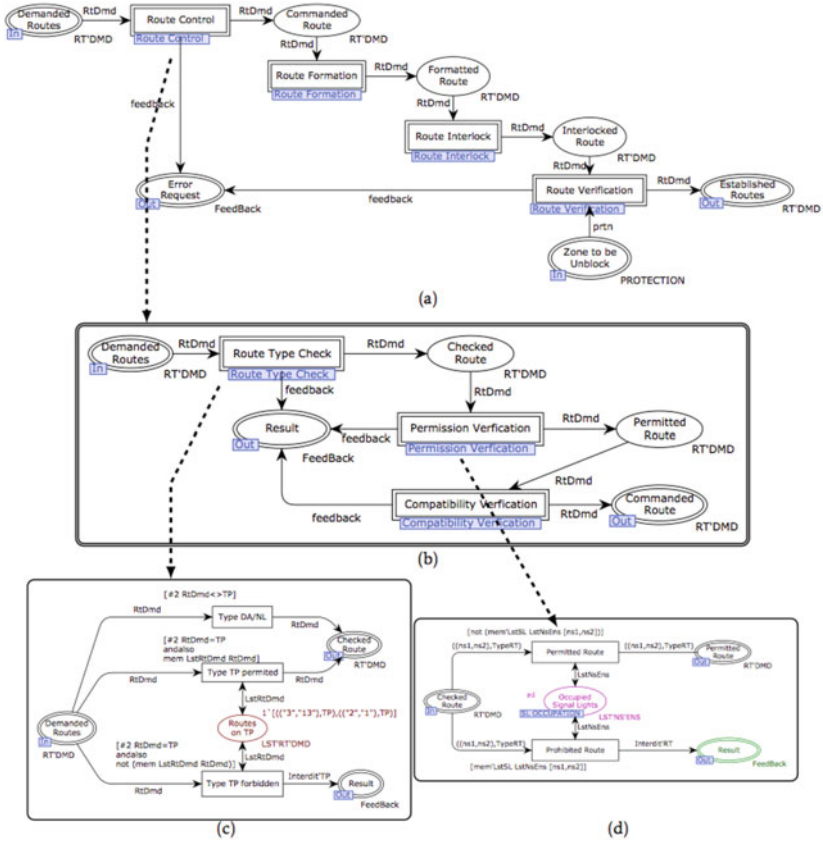 Demanded
Routes
In
RT'DMD
RtDmd
Route Control
Route Control
RtDmd
Commanded
Route
RT'DMD
RtDmd
Route Formation
Route Formation
RtDmd
Formatted
Route
RT'DMD
RtDmd
Route Interlock
Route Interlock
RtDmd
Interlocked
Route
RT'DMD
RtDmd
feedback
Error
Request
Out
FeedBack
feedback
Route Verification
Route Verification
RtDmd
Established
Routes
Out
RT'DMD
prtn
Zone to be
Unblock
In
PROTECTION
(a)
Demanded
Routes
In
RT'DMD
RtDmd
Route Type Check
Route Type Check
RtDmd
Checked
Route
RT'DMD
feedback
RtDmd
Result
Out
FeedBack
feedback
Permission Verfication
Permission Verfication
RtDmd
Permitted
Route
RT'DMD
RtDmd
feedback
Compatibility Verfication
Compatibility Verfication
RtDmd
Commanded
Route
Out
RT'DMD
(b)
[#2 RtDmd<>TP]
RtDmd
Type DA/NL
RtDmd
Checked
Route
Out
RT'DMD
[#2 RtDmd=TP
andalso
mem LstRtDmd RtDmd]
RtDmd
Type TP permited
RtDmd
LstRtDmd
1`[(("3","13"),TP),(("2","1"),TP)]
Routes
on TP
LST'RT'DMD
LstRtDmd
Demanded
Routes
In
RT'DMD
[#2 RtDmd=TP
andalso
not (mem LstRtDmd RtDmd)]
RtDmd
Type TP forbidden
Interdit'TP
Result
Out
FeedBack
(c)
[not (mem'LstSL LstNsEns [ns1,ns2])]
((ns1,ns2),TypeRT)
Permitted Route
((ns1,ns2),TypeRT)
Permitted
Route
Out
RT'DMD
LstNsEns
Checked
Route
In
RT'DMD
Occupied
Signal Lights
SL OCCUPATION
LST'NS'ENS
LstNsEns
((ns1,ns2),TypeRT)
Prohibited Route
Interdit'RT
Result
Out
FeedBack
[mem'LstSL LstNsEns [ns1,ns2]]
(d)